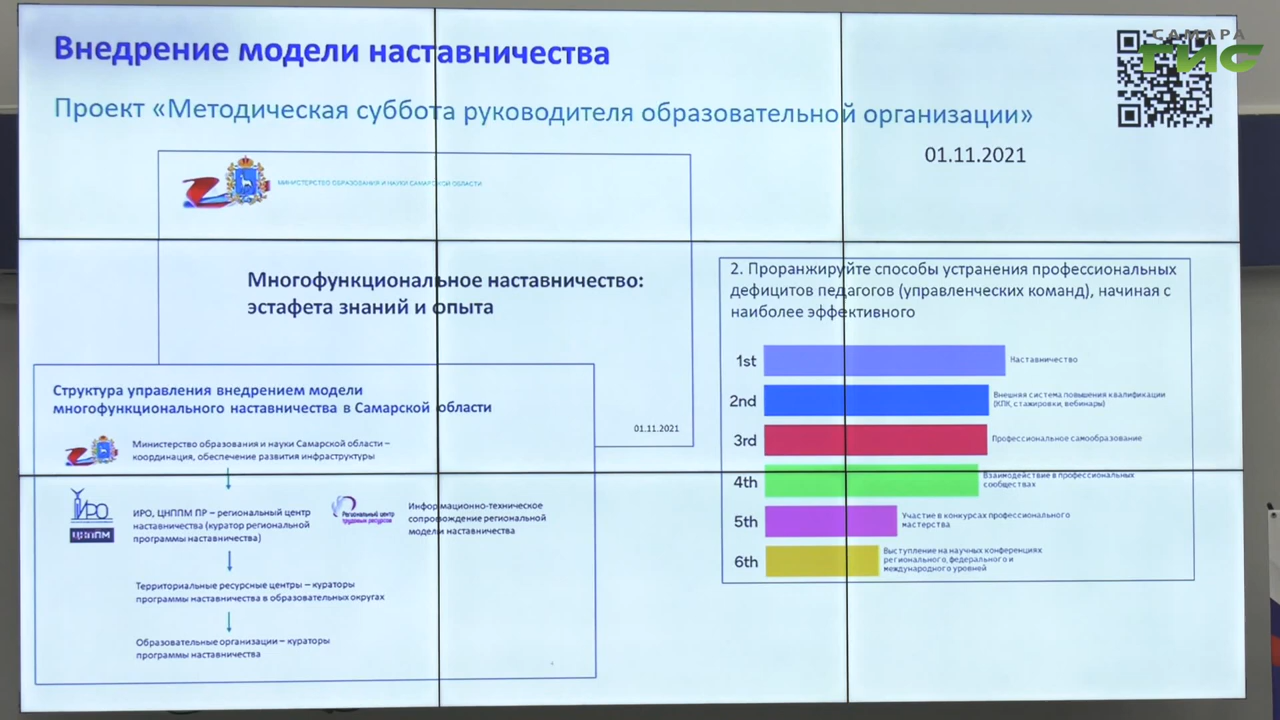 САМАРА
ГИС
Внедрение модели наставничества
Проект «Методическая суббота руководителя образовательной организации»
01.11.2021
МИНИСТЕРСТВО ОБРАЗОВАНИЯ И НАУКИ САМАРСКОЙ ОБЛАСТИ
Многофункциональное наставничество:
эстафета знаний и опыта
01.11.2021
Структура управления внедрением модели
многофункционального наставничества в Самарской области
Министерство образования и науки Самарской области –
координация, обеспечение развития инфраструктуры
ИРО
ЦНППМ
ИРО, ЦНППМ ПР – региональный центр
наставничества (куратор региональной
программы наставничества)
Региональный центр
трудовых ресурсов
Информационно-техническое
сопровождение региональной
модели наставничества
Территориальные ресурсные центры – кураторы
программы наставничества в образовательных округах
Образовательные организации – кураторы
программы наставничества
2. Проранжируйте способы устранения профессиональных
дефицитов педагогов (управленческих команд), начиная с
наиболее эффективного
1st
Наставничество
2nd
Внешняя система повышения квалификации
(КПК, стажировки, вебинары)
3rd
Профессиональное самообразование
4th
Взаимодействие в профессиональных
сообществах
5th
Участие в конкурсах профессионального
мастерства
6th
Выступление на научных конференциях
регионального, федерального и
международного уровней